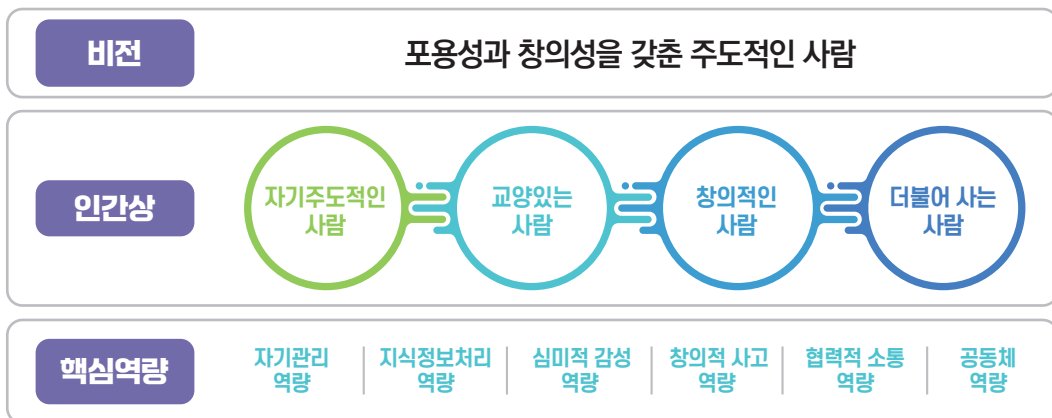 비전
포용성과 창의성을 갖춘 주도적인 사람
인간상
자기주도적인
사람
교양있는
사람
창의적인
사람
더불어 사는
사람
핵심역량
자기관리
역량
지식정보처리
역량
심미적 감성
역량
창의적 사고
역량
협력적 소통
역량
공동체
역량